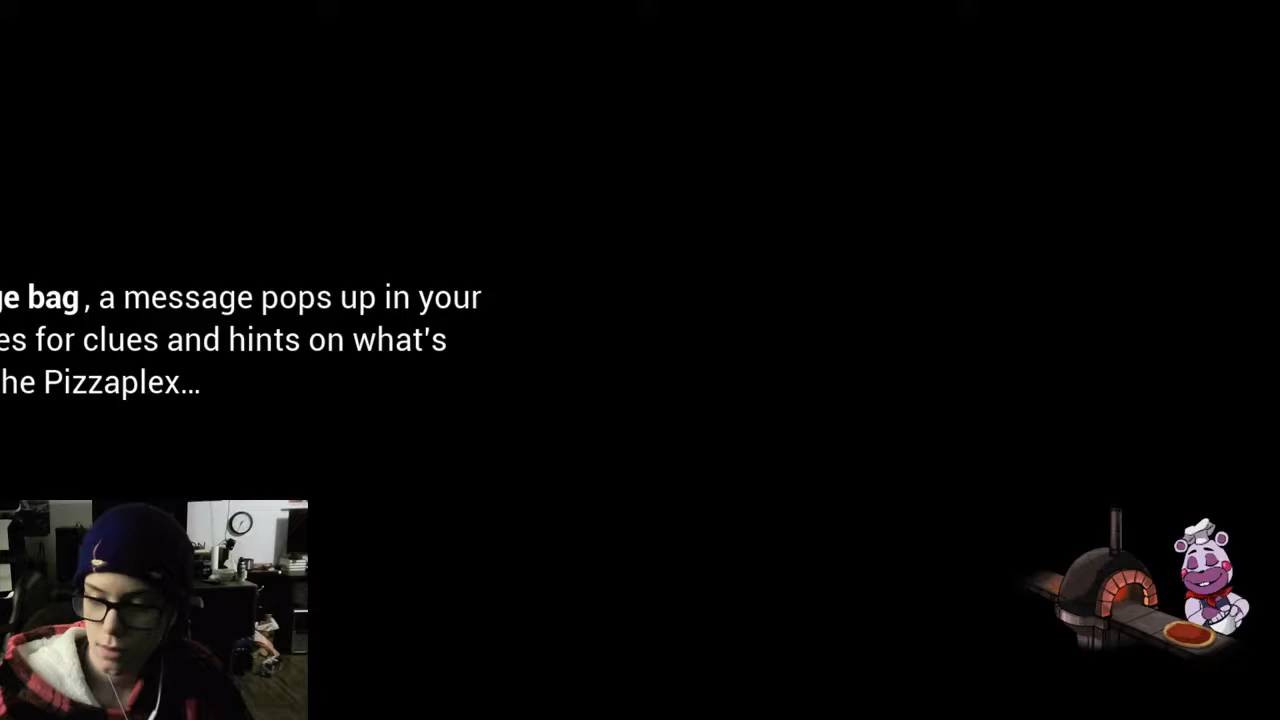 ge bag, a message pops up in your
es for clues and hints on what's
he Pizzaplex...